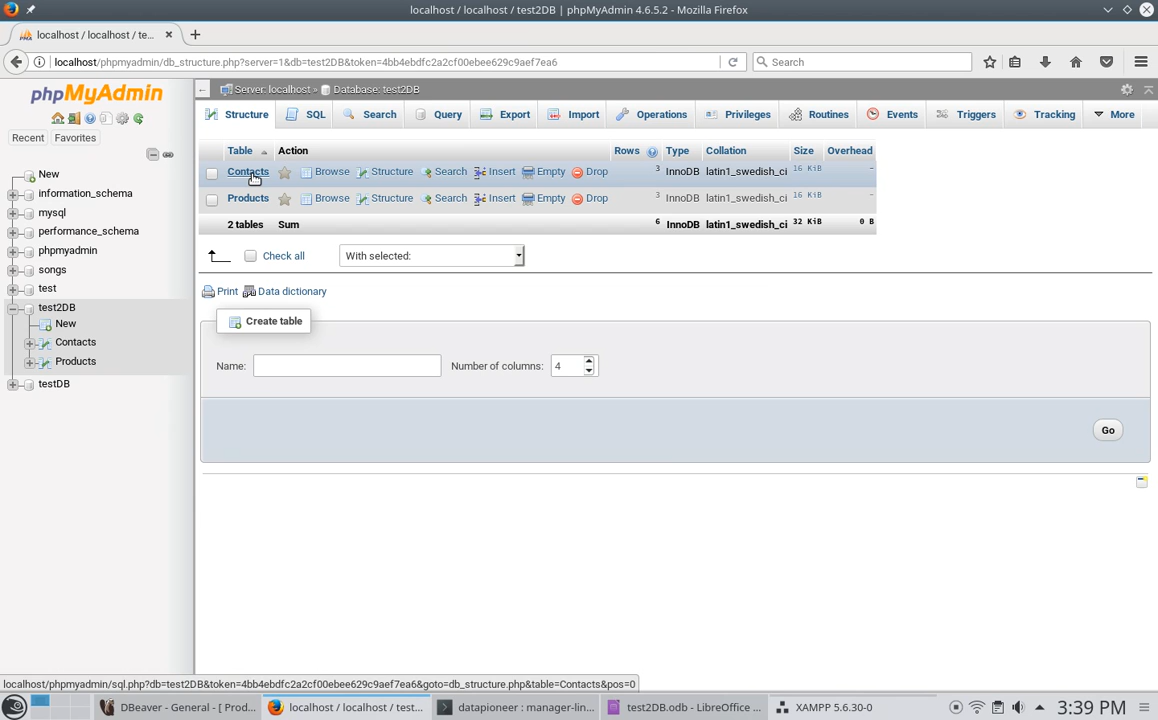 localhost / localhost / test2DB | phpMyAdmin 4.6.5.2 - Mozilla Firefox
localhost / localhost / te...
localhost/phpmyadmin/db_structure.php?server=1&db=test2DB&token=4bb4ebdfc2a2cf00ebee629c9aef7ea6
Search
phpMyAdmin
Recent
Favorites
New
information_schema
mysql
performance_schema
phpmyadmin
songs
test
test2DB
New
Contacts
Products
testDB
Server: localhost » Database: test2DB
Structure SQL Search Query Export Import Operations Privileges Routines Events Triggers Tracking More
Table Action Rows Type Collation Size Overhead
Contacts Browse Structure Search Insert Empty Drop 3 InnoDB latin1_swedish_ci 16 KiB -
Products Browse Structure Search Insert Empty Drop 3 InnoDB latin1_swedish_ci 16 KiB -
2 tables Sum 6 InnoDB latin1_swedish_ci 32 KiB 0 B
Check all
With selected:
Print Data dictionary
Create table
Name: Number of columns: 4
Go
localhost/phpmyadmin/sql.php?db=test2DB&token=4bb4ebdfc2a2cf00ebee629c9aef7ea6&goto=db_structure.php&table=Contacts&pos=0
DBeaver - General - [ Prod...
localhost / localhost / test...
datapioneer : manager-lin...
test2DB.odb - LibreOffice ...
XAMPP 5.6.30-0
3:39 PM